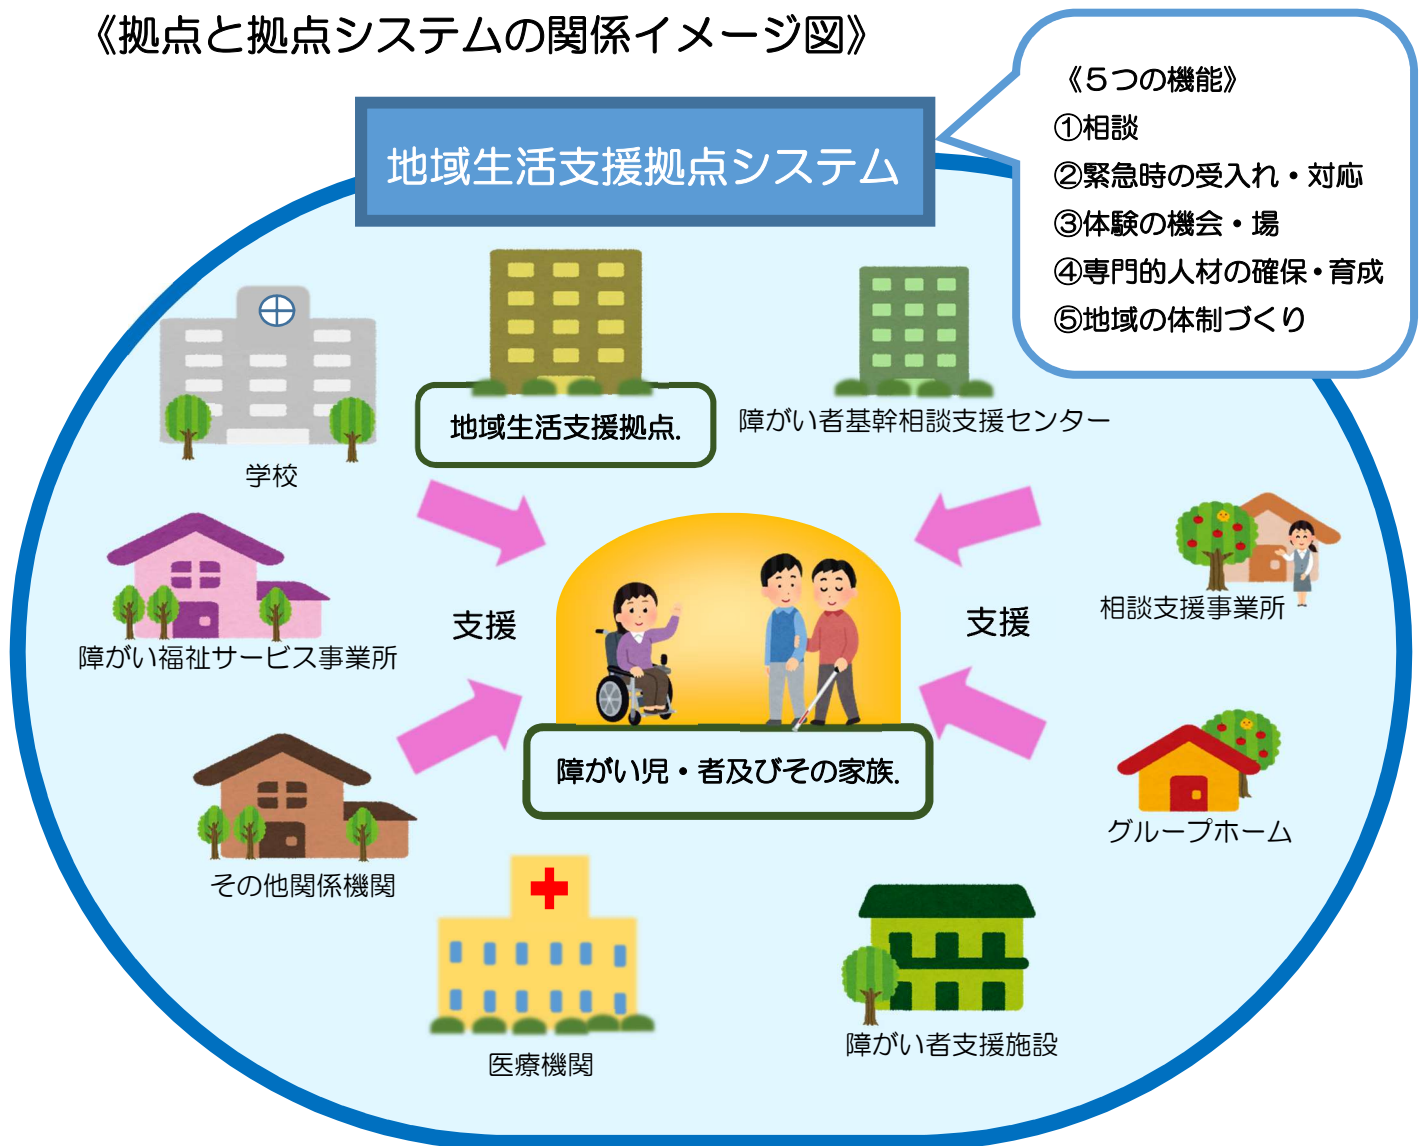 《拠点と拠点システムの関係イメージ図》
《５つの機能》
①相談
②緊急時の受入れ・対応
③体験の機会・場
④専門的人材の確保・育成
⑤地域の体制づくり
地域生活支援拠点システム
学校
地域生活支援拠点.
障がい者基幹相談支援センター
障がい福祉サービス事業所
支援
支援
相談支援事業所
障がい児・者及びその家族.
その他関係機関
グループホーム
医療機関
障がい者支援施設